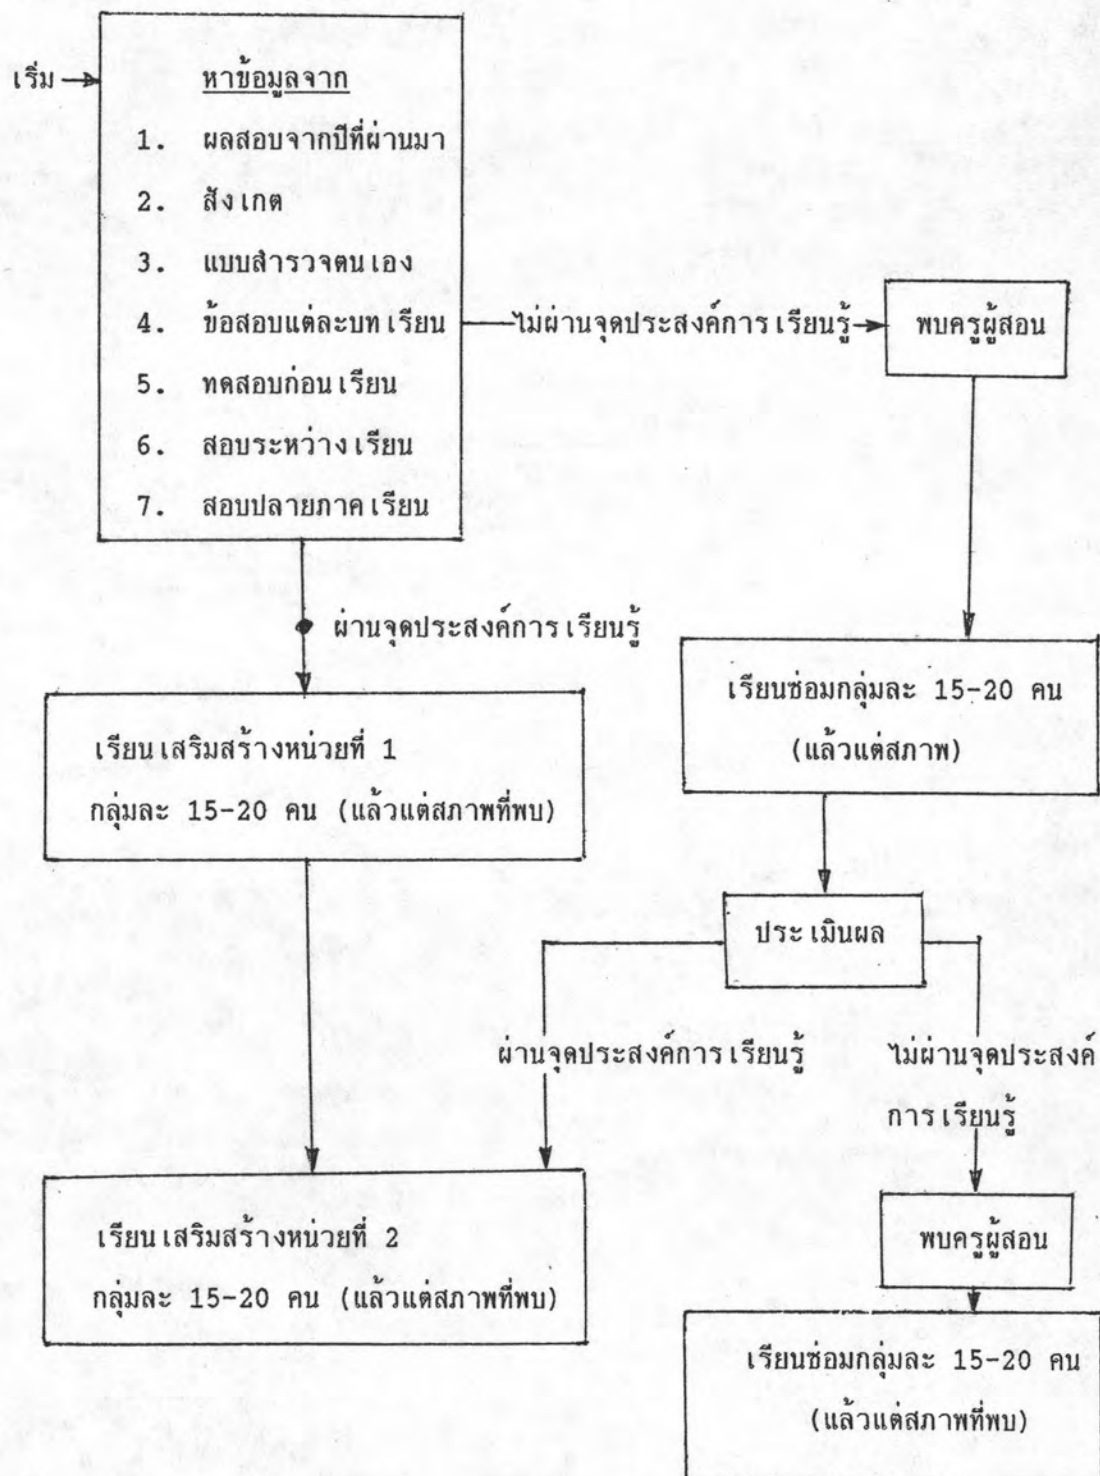 เริ่ม
หาข้อมูลจาก
1. ผลสอบจากปีที่ผ่านมา
2. สังเกต
3. แบบสำรวจตนเอง
4. ข้อสอบแต่ละบทเรียน
5. ทดสอบก่อนเรียน
6. สอบระหว่างเรียน
7. สอบปลายภาคเรียน
ไม่ผ่านจุดประสงค์การเรียนรู้
พบครูผู้สอน
ผ่านจุดประสงค์การเรียนรู้
เรียนซ่อมกลุ่มละ 15-20 คน
(แล้วแต่สภาพ)
เรียนเสริมสร้างหน่วยที่ 1
กลุ่มละ 15-20 คน (แล้วแต่สภาพที่พบ)
ประเมินผล
ผ่านจุดประสงค์การเรียนรู้
ไม่ผ่านจุดประสงค์
การเรียนรู้
พบครูผู้สอน
เรียนเสริมสร้างหน่วยที่ 2
กลุ่มละ 15-20 คน (แล้วแต่สภาพที่พบ)
เรียนซ่อมกลุ่มละ 15-20 คน
(แล้วแต่สภาพที่พบ)